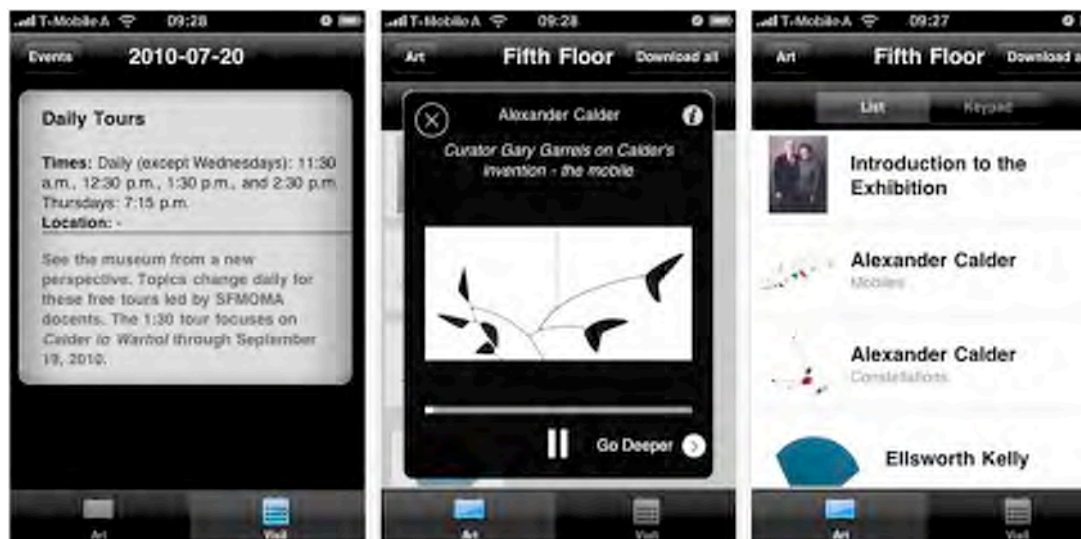 T-Mobile A 09:28
Events 2010-07-20
Daily Tours
Times: Daily (except Wednesdays): 11:30
a.m., 12:30 p.m., 1:30 p.m., and 2:30 p.m.
Thursdays: 7:15 p.m.
Location: -
See the museum from a new
perspective. Topics change daily for
these free tours led by SFMOMA
docents. The 1:30 tour focuses on
Calder to Warhol through September
19, 2010.
Art Visit
T-Mobile A 09:28
Art Fifth Floor Download all
Alexander Calder
Curator Gary Garrels on Calder's
invention - the mobile
Go Deeper
Art Visit
T-Mobile A 09:27
Art Fifth Floor Download a
List Keypad
Introduction to the
Exhibition
Alexander Calder
Mobiles
Alexander Calder
Constellations
Ellsworth Kelly
Art Visit